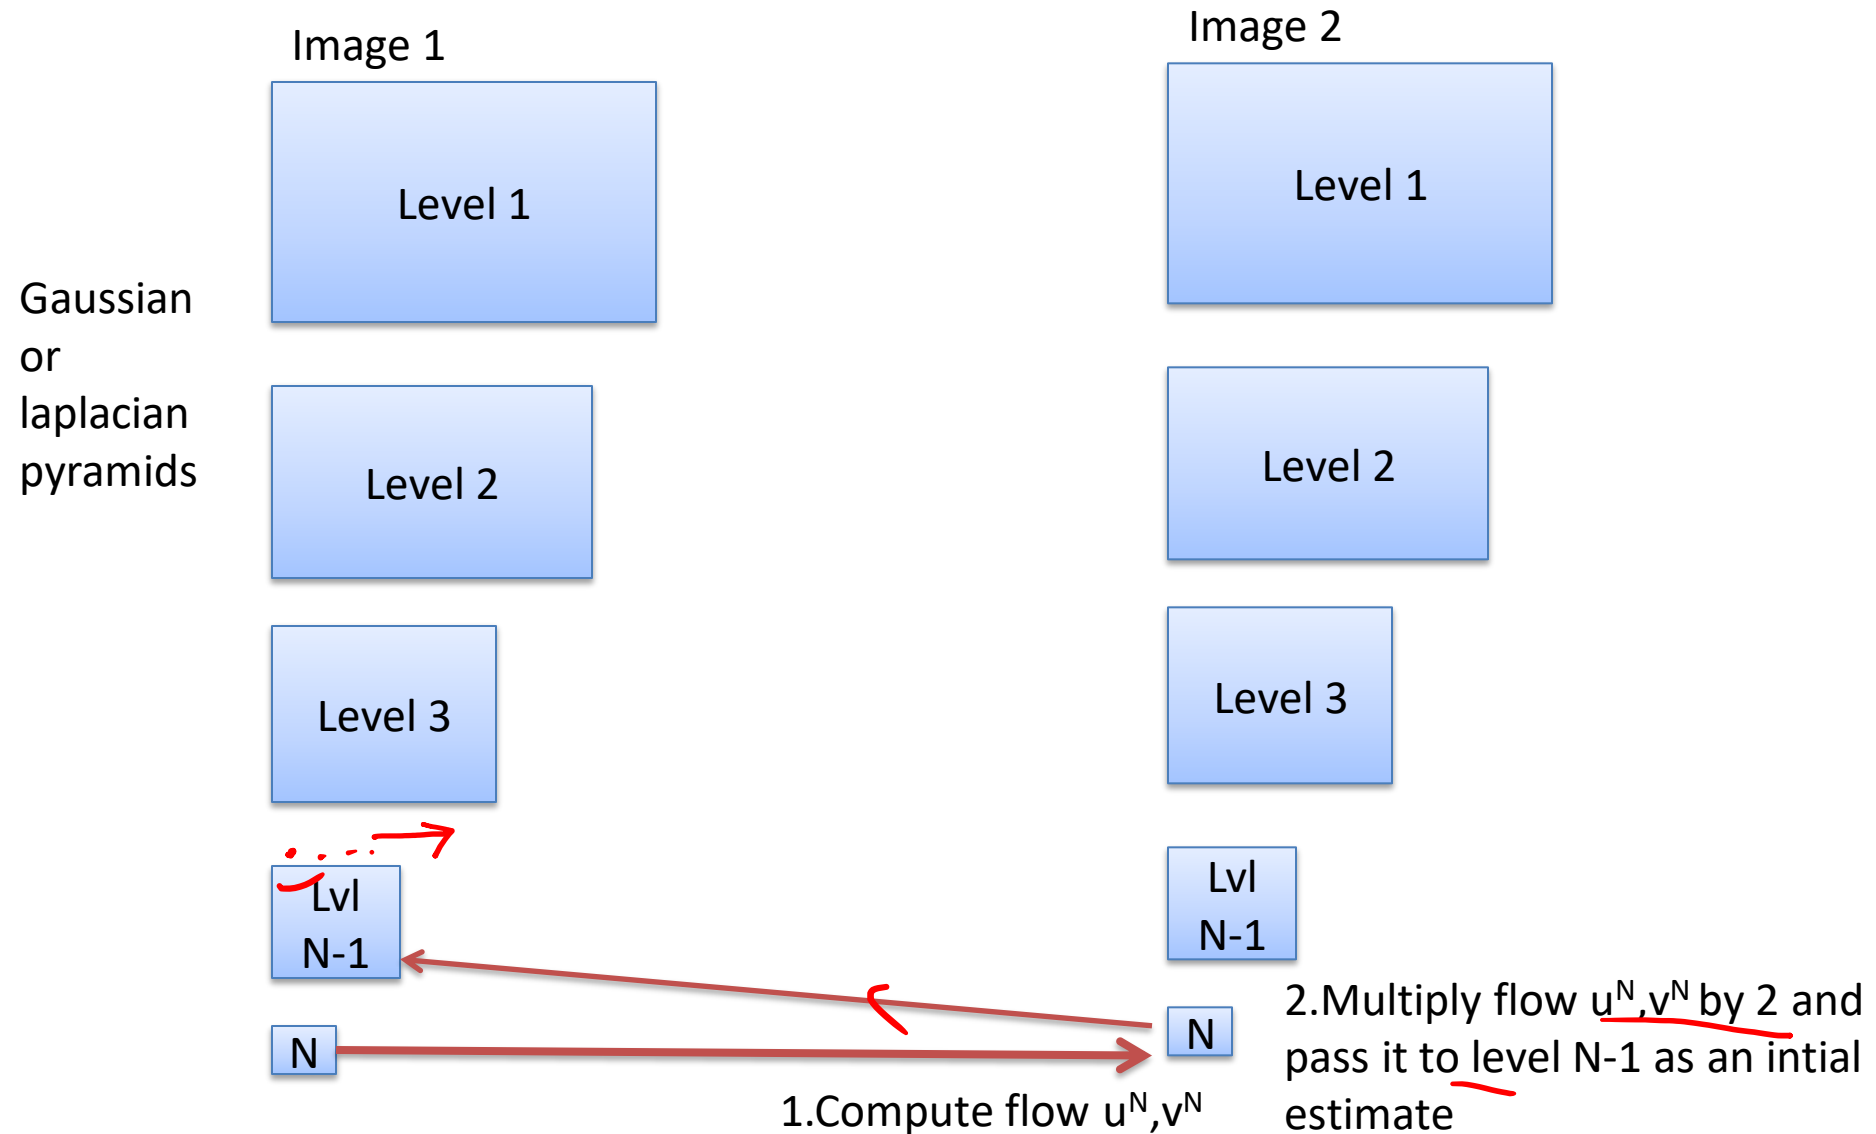 Image 1
Image 2
Level 1
Level 1
Gaussian
or
laplacian
pyramids
Level 2
Level 2
Level 3
Level 3
Lvl
N-1
Lvl
N-1
N
N
1.Compute flow uᴺ,vᴺ
2.Multiply flow uᴺ,vᴺ by 2 and
pass it to level N-1 as an intial
estimate